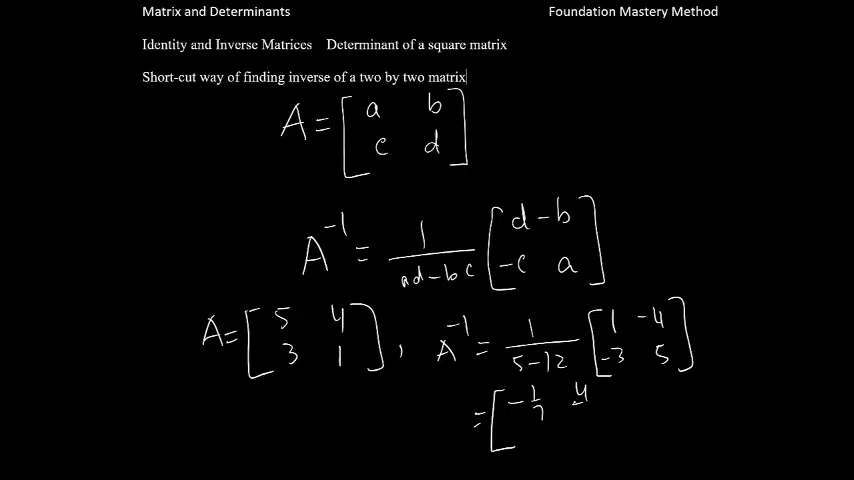 Matrix and Determinants Foundation Mastery Method
Identity and Inverse Matrices Determinant of a square matrix
Short-cut way of finding inverse of a two by two matrix
A = [ a b
c d ]
A⁻¹ = 1/(ad - bc) [ d -b
-c a ]
A = [ 5 4
3 1 ] , A⁻¹ = 1/(5-12) [ 1 -4
-3 5 ]
= [ -1/7 4